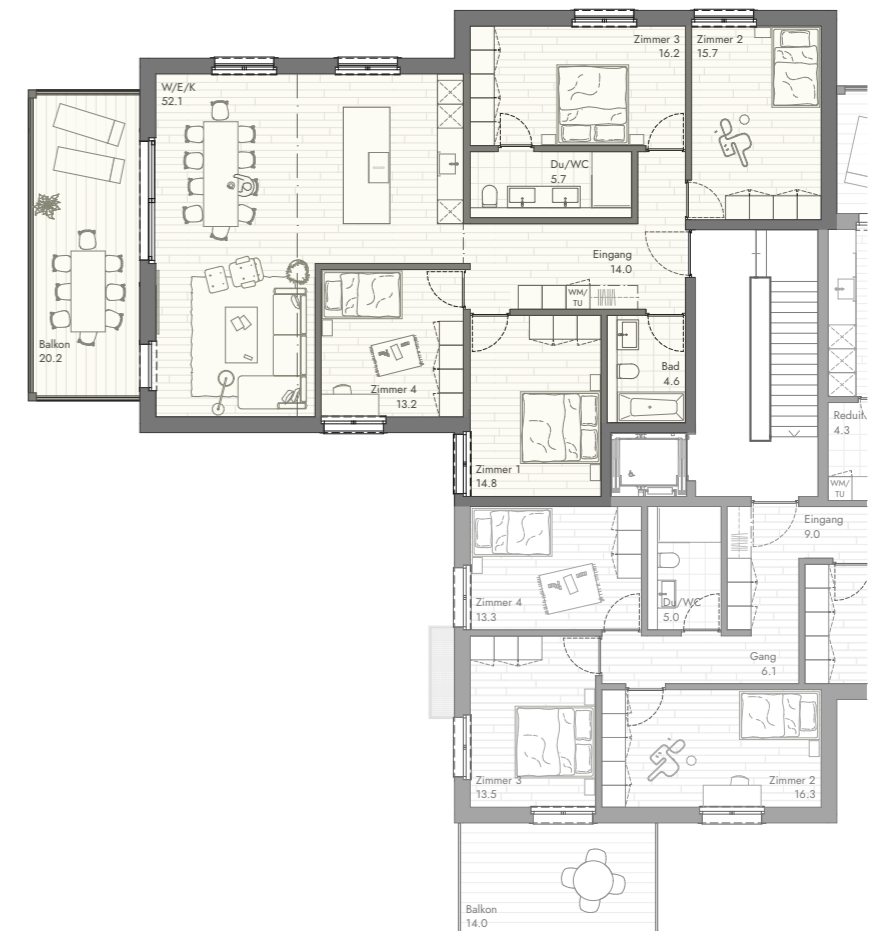 Zimmer 3
16.2
Zimmer 2
15.7
W/E/K
52.1
Du/WC
5.7
Eingang
14.0
WM/
TU
Balkon
20.2
Zimmer 4
13.2
Bad
4.6
Zimmer 1
14.8
Reduit
4.3
WM/
TU
Eingang
9.0
Zimmer 4
13.3
Du/WC
5.0
Gang
6.1
Zimmer 3
13.5
Zimmer 2
16.3
Balkon
14.0